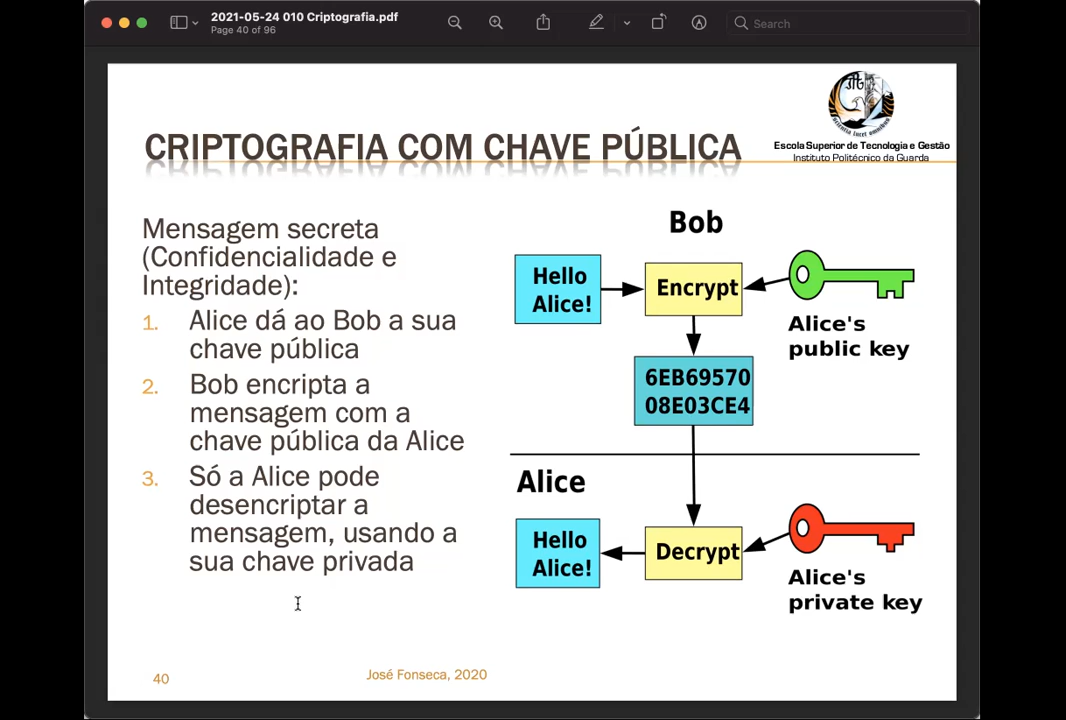 2021-05-24 010 Criptografia.pdf
Page 40 of 96
Search
CRIPTOGRAFIA COM CHAVE PÚBLICA
Escola Superior de Tecnologia e Gestão
Instituto Politécnico da Guarda
Mensagem secreta
(Confidencialidade e
Integridade):
1. Alice dá ao Bob a sua
chave pública
2. Bob encripta a
mensagem com a
chave pública da Alice
3. Só a Alice pode
desencriptar a
mensagem, usando a
sua chave privada
Bob
Hello
Alice!
Encrypt
Alice's
public key
6EB69570
08E03CE4
Alice
Hello
Alice!
Decrypt
Alice's
private key
40
José Fonseca, 2020